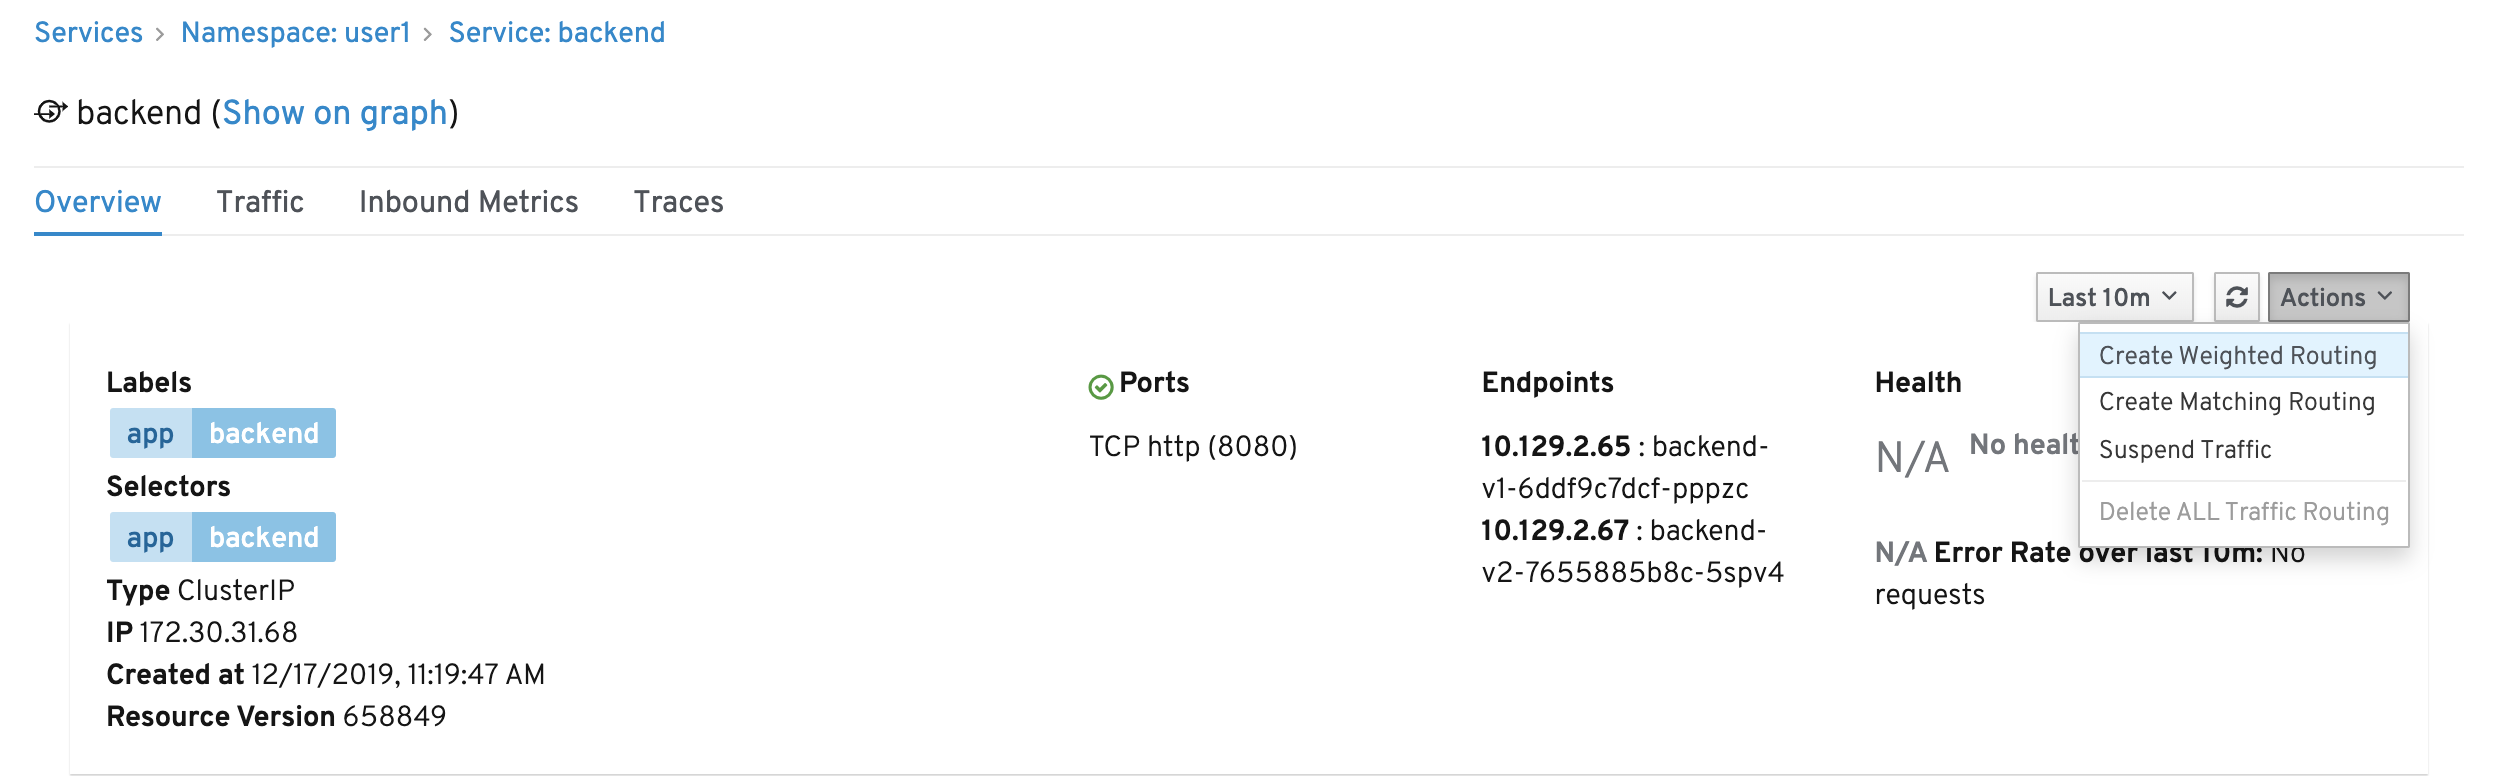 Services > Namespace: user1 > Service: backend
backend (Show on graph)
Overview Traffic Inbound Metrics Traces
Last 10m Actions
Create Weighted Routing
Create Matching Routing
Suspend Traffic
Delete ALL Traffic Routing
Labels
app backend
Selectors
app backend
Type ClusterIP
IP 172.30.31.68
Created at 12/17/2019, 11:19:47 AM
Resource Version 658849
Ports
TCP http (8080)
Endpoints
10.129.2.65 : backend-
v1-6ddf9c7dcf-pppzc
10.129.2.67 : backend-
v2-7655885b8c-5spv4
Health
N/A No
N/A Error Rate over last 10m: No
requests